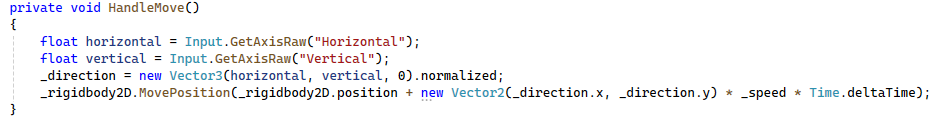 private void HandleMove()
{
float horizontal = Input.GetAxisRaw("Horizontal");
float vertical = Input.GetAxisRaw("Vertical");
_direction = new Vector3(horizontal, vertical, 0).normalized;
_rigidbody2D.MovePosition(_rigidbody2D.position + new Vector2(_direction.x, _direction.y) * _speed * Time.deltaTime);
}